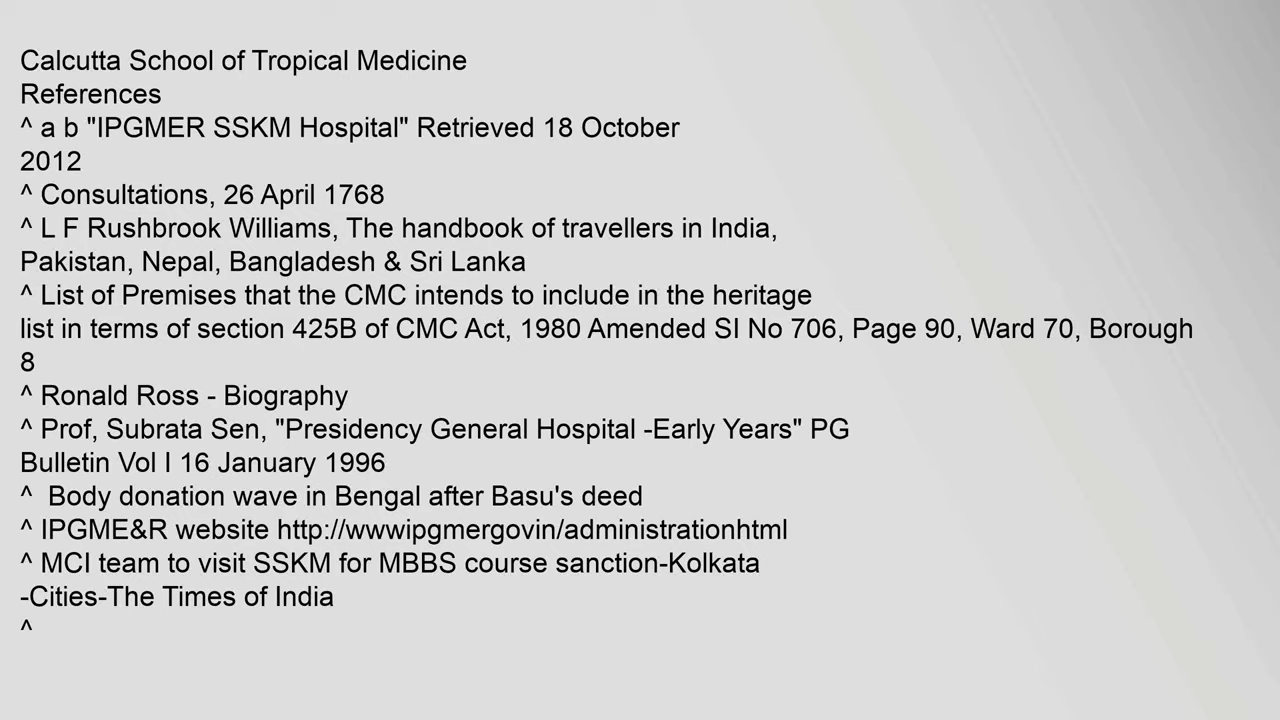 Calcutta School of Tropical Medicine
References
^ a b "IPGMER SSKM Hospital" Retrieved 18 October
2012
^ Consultations, 26 April 1768
^ L F Rushbrook Williams, The handbook of travellers in India,
Pakistan, Nepal, Bangladesh & Sri Lanka
^ List of Premises that the CMC intends to include in the heritage
list in terms of section 425B of CMC Act, 1980 Amended SI No 706, Page 90, Ward 70, Borough
8
^ Ronald Ross - Biography
^ Prof, Subrata Sen, "Presidency General Hospital -Early Years" PG
Bulletin Vol I 16 January 1996
^  Body donation wave in Bengal after Basu's deed
^ IPGME&R website http://wwwipgmergovin/administrationhtml
^ MCI team to visit SSKM for MBBS course sanction-Kolkata
-Cities-The Times of India
^